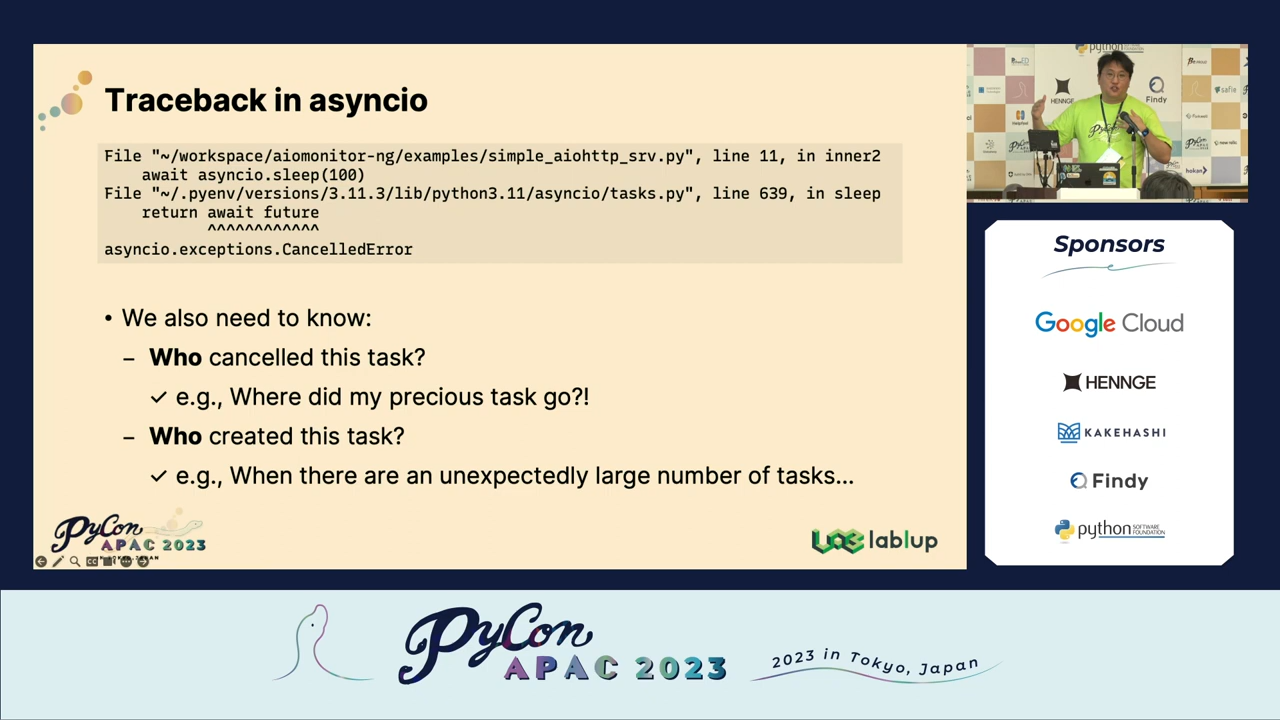 Traceback in asyncio
File "~/workspace/aiomonitor-ng/examples/simple_aiohttp_srv.py", line 11, in inner2
    await asyncio.sleep(100)
File "~/.pyenv/versions/3.11.3/lib/python3.11/asyncio/tasks.py", line 639, in sleep
    return await future
           ^^^^^^^^^^^^
asyncio.exceptions.CancelledError
• We also need to know:
– Who cancelled this task?
✓ e.g., Where did my precious task go?!
– Who created this task?
✓ e.g., When there are an unexpectedly large number of tasks...
PyCon
APAC 2023
lablup
python
HENNGE
Findy
safie
Sponsors
Google Cloud
HENNGE
KAKEHASHI
Findy
python SOFTWARE FOUNDATION
PyCon
APAC 2023
2023 in Tokyo, Japan